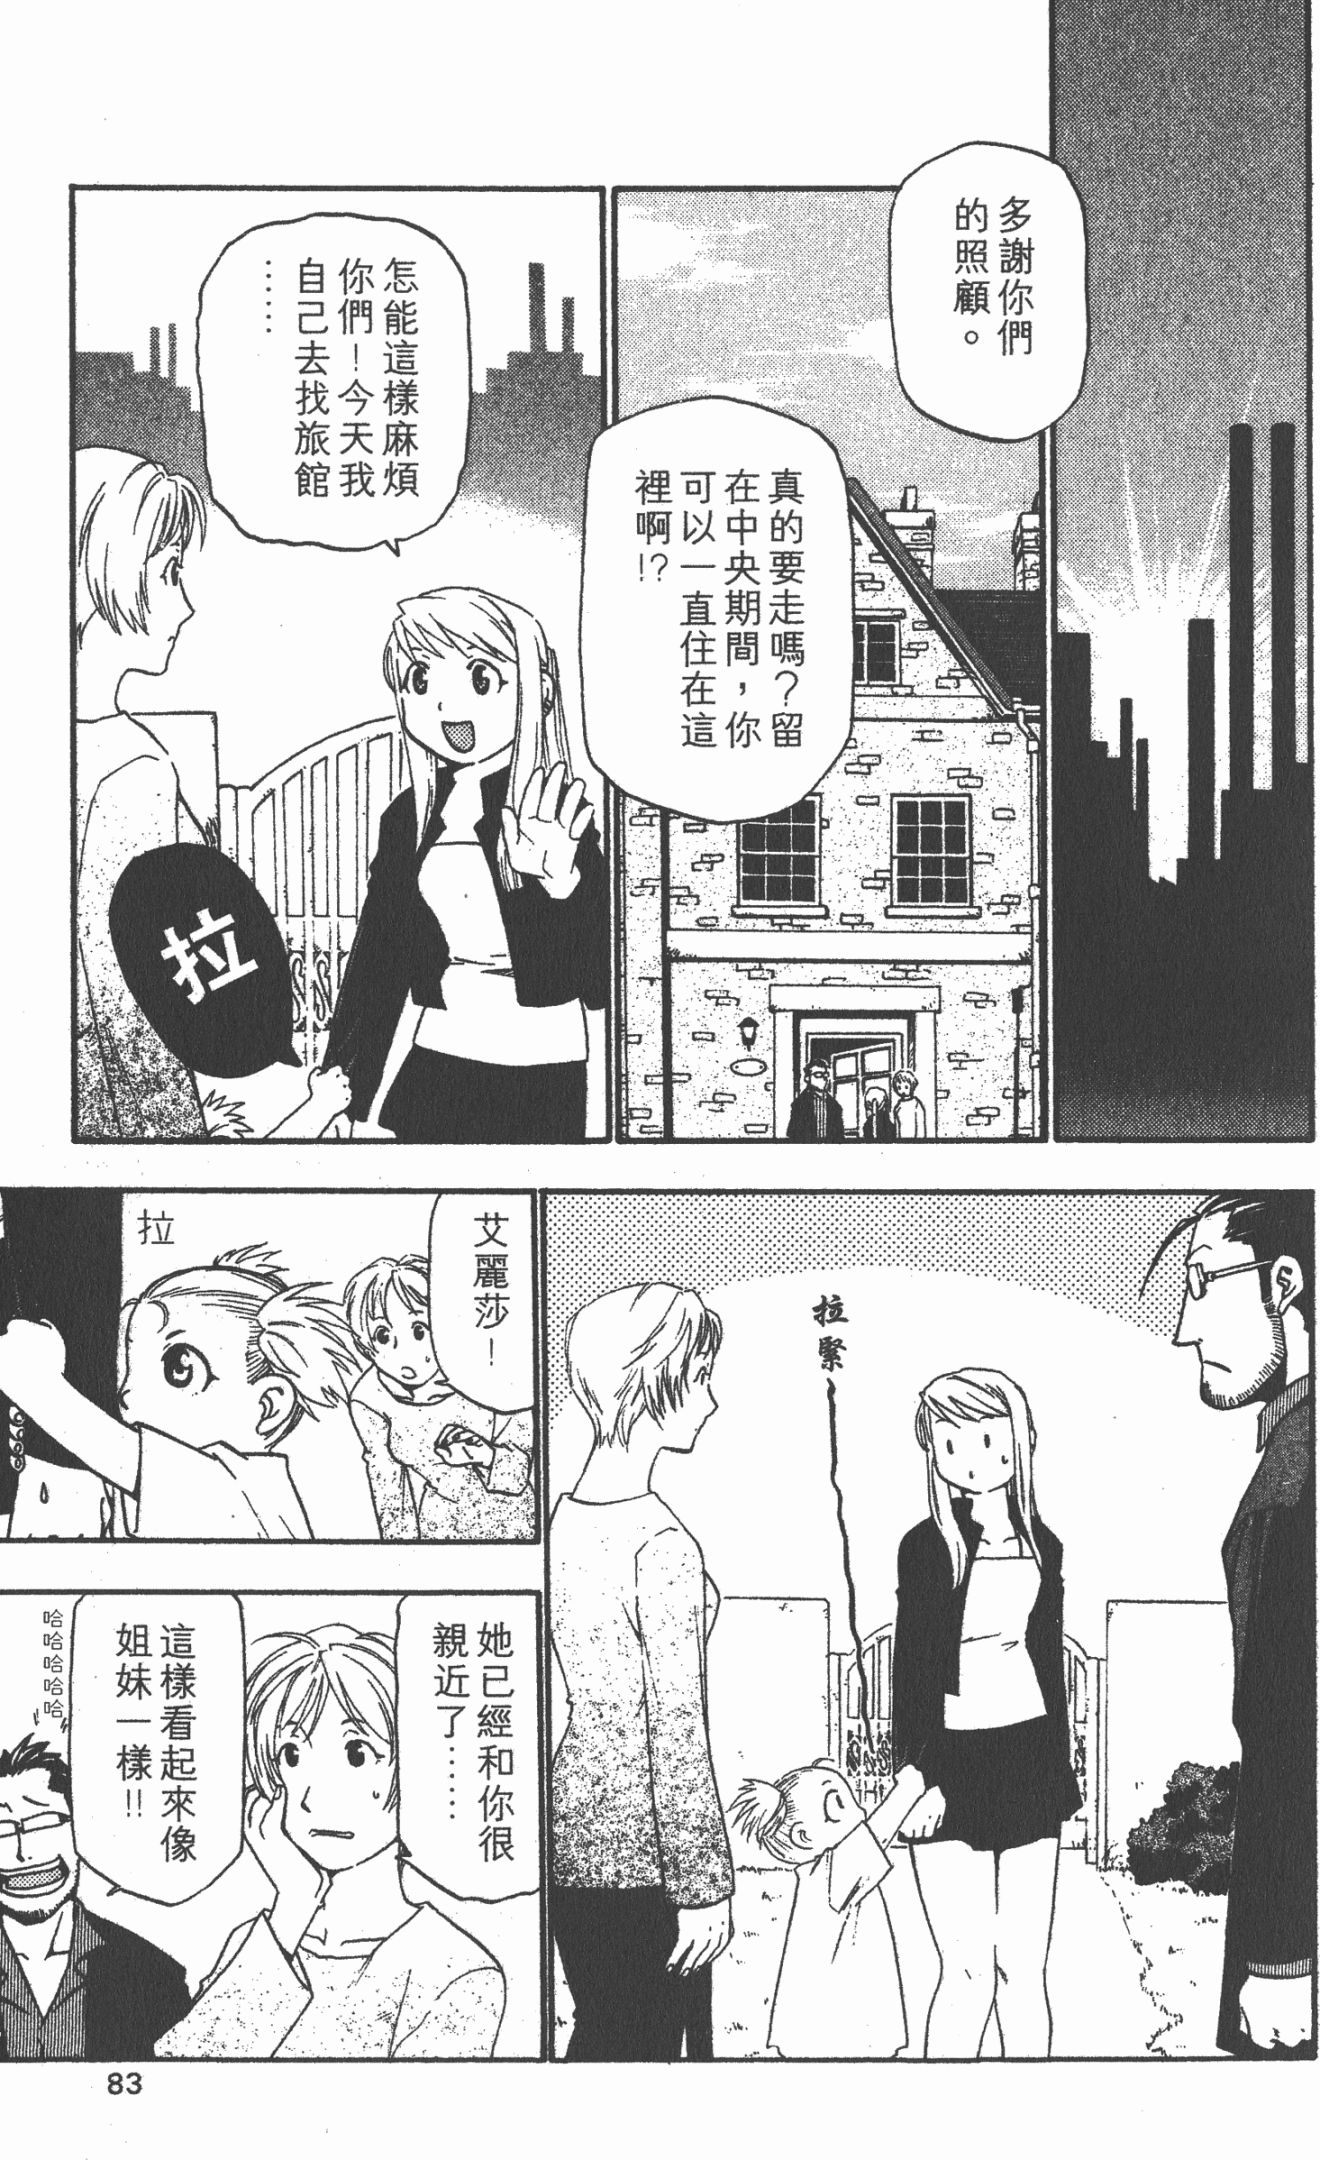 多謝你們
的照顧。
真的要走嗎？留
在中央期間，你
可以一直住在這
裡啊!?
怎能這樣麻煩
你們！今天我
自己去找旅館
……
拉
拉緊
艾麗莎！
拉
她已經和你很
親近了……
這樣看起來像
姐妹一樣!!
哈哈哈哈哈
83